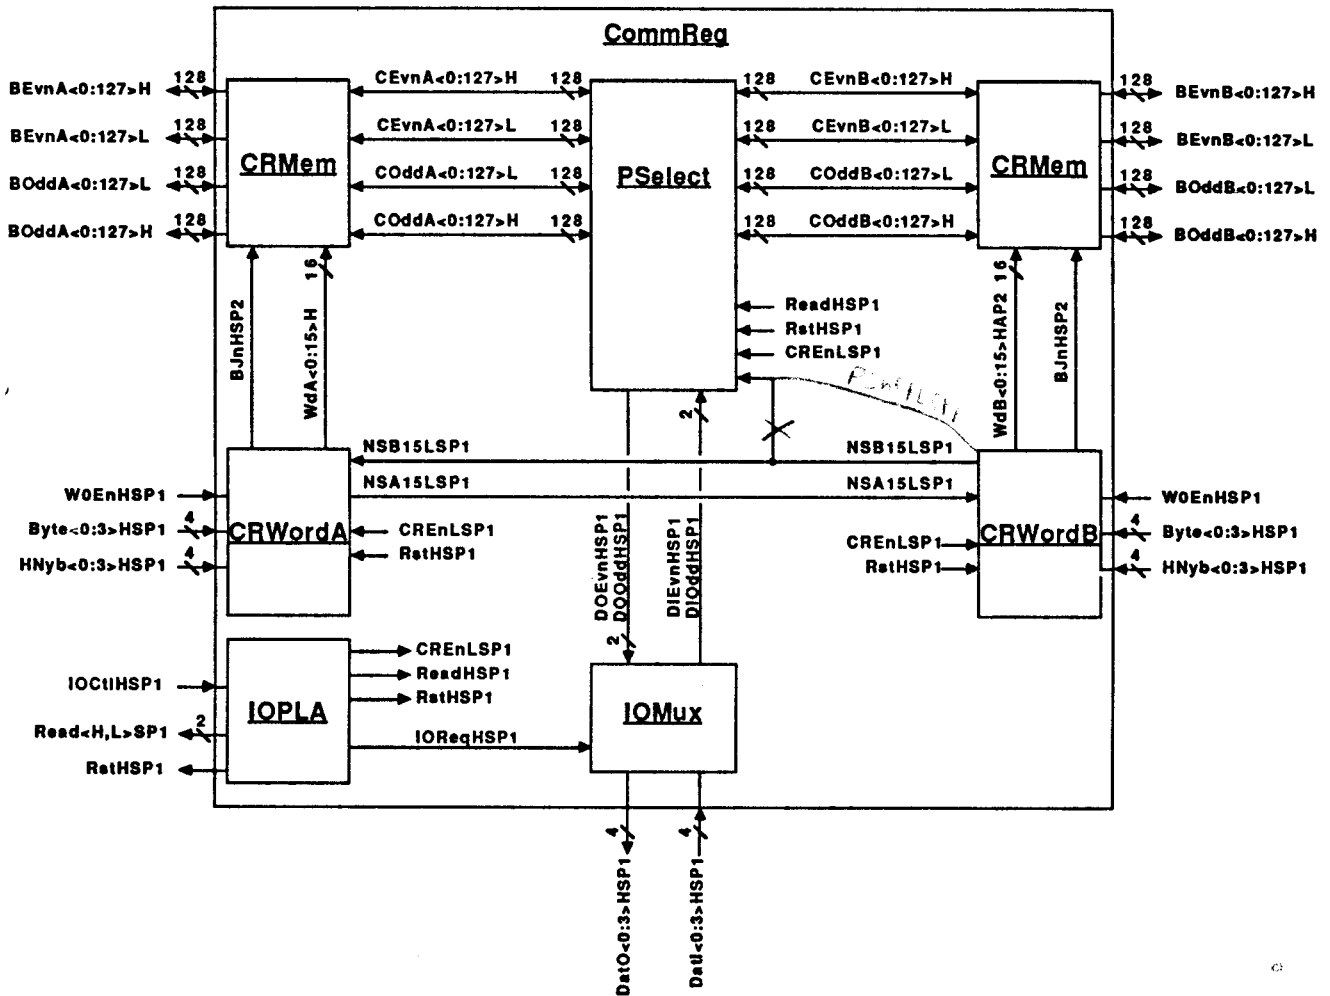 CommReg
BEvnA<0:127>H 128 CEvnA<0:127>H 128 128 CEvnB<0:127>H 128 BEvnB<0:127>H
BEvnA<0:127>L 128 CEvnA<0:127>L 128 128 CEvnB<0:127>L 128 BEvnB<0:127>L
CRMem PSelect CRMem
BOddA<0:127>L 128 COddA<0:127>L 128 128 COddB<0:127>L 128 BOddB<0:127>L
BOddA<0:127>H 128 COddA<0:127>H 128 128 COddB<0:127>H 128 BOddB<0:127>H
BJnHSP2
WdA<0:15>H 16
ReadHSP1
RstHSP1
CREnLSP1
WdB<0:15>HAP2 16
BJnHSP2
2
NSB15LSP1 NSB15LSP1
NSA15LSP1 NSA15LSP1
W0EnHSP1 W0EnHSP1
Byte<0:3>HSP1 4 CRWordA CREnLSP1 CRWordB 4 Byte<0:3>HSP1
CREnLSP1
HNyb<0:3>HSP1 4 RstHSP1 RstHSP1 4 HNyb<0:3>HSP1
DOEvnHSP1
DOOddHSP1
2
DIEvnHSP1
DIOddHSP1
CREnLSP1
IOCtlHSP1 ReadHSP1
RstHSP1
IOPLA IOMux
Read<H,L>SP1 2 IOReqHSP1
RstHSP1
4 4
DatO<0:3>HSP1
DatI<0:3>HSP1